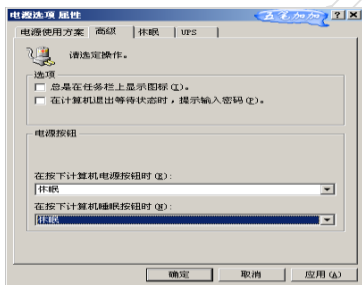 电源选项 属性
五笔加加
电源使用方案 高级 休眠 UPS
请选定操作。
选项
总是在任务栏上显示图标(T)。
在计算机退出等待状态时，提示输入密码(P)。
电源按钮
在按下计算机电源按钮时(E):
休眠
在按下计算机睡眠按钮时(W):
休眠
确定 取消 应用(A)